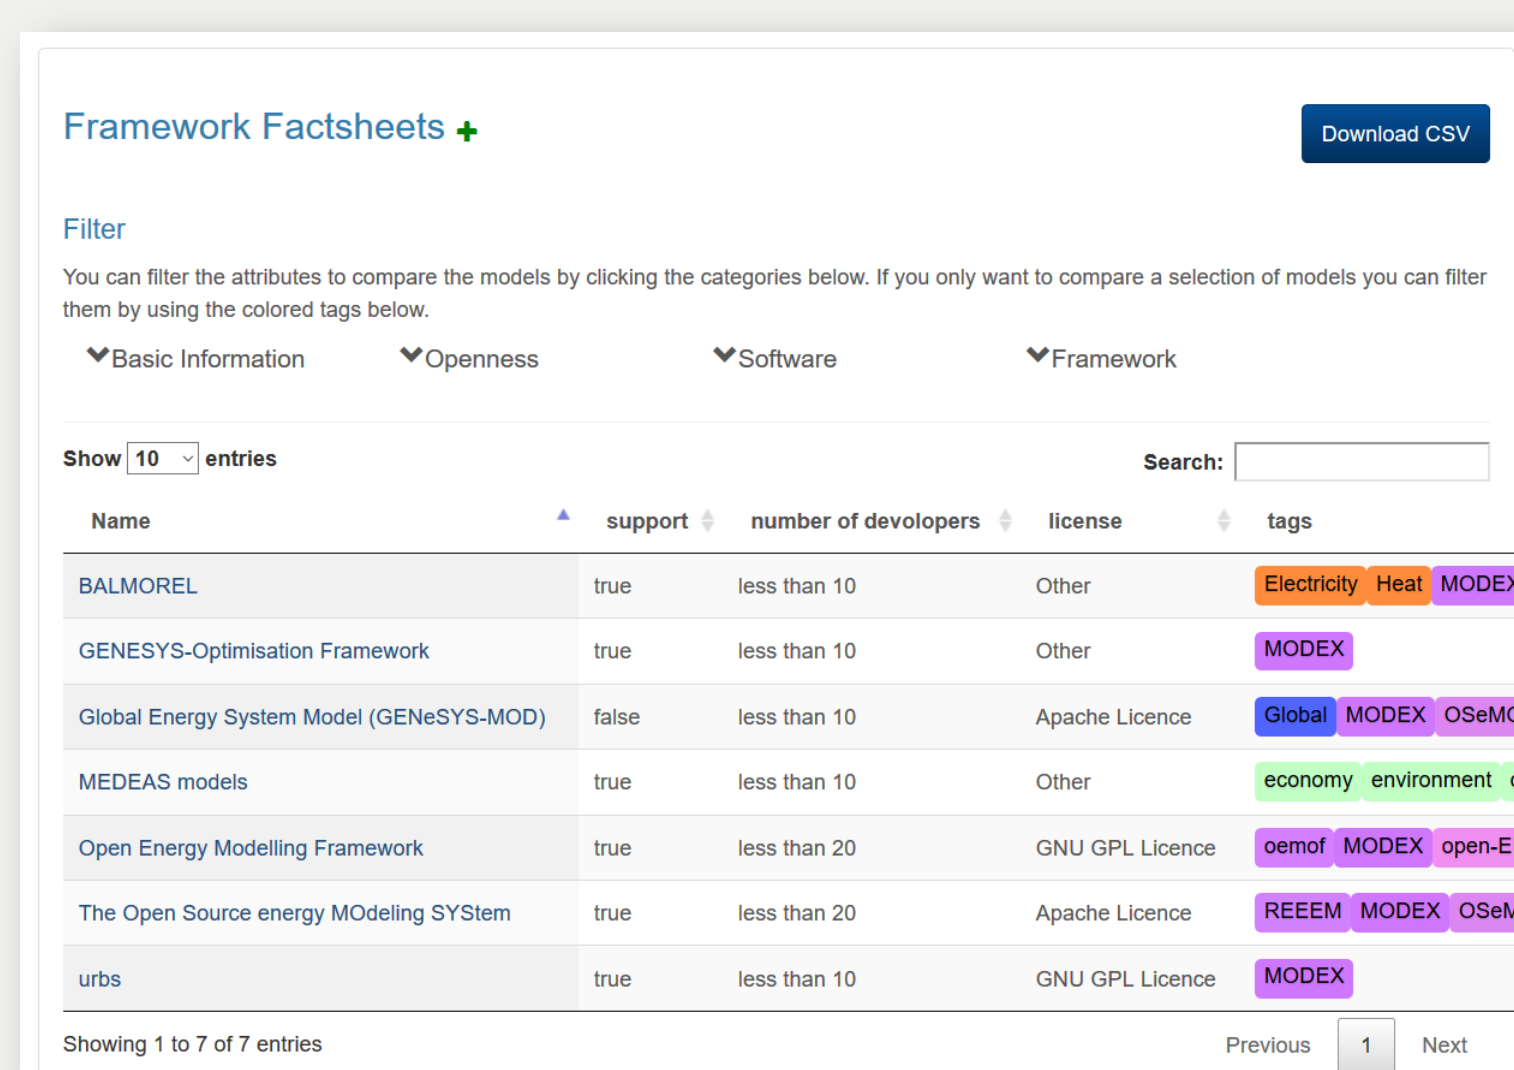 Framework Factsheets
Download CSV
Filter
You can filter the attributes to compare the models by clicking the categories below. If you only want to compare a selection of models you can filter
them by using the colored tags below.
Basic Information Openness Software Framework
Show 10 entries Search:
Name support number of devolopers license tags
BALMOREL true less than 10 Other Electricity Heat MODEX
GENESYS-Optimisation Framework true less than 10 Other MODEX
Global Energy System Model (GENeSYS-MOD) false less than 10 Apache Licence Global MODEX
MEDEAS models true less than 10 Other economy environment
Open Energy Modelling Framework true less than 20 GNU GPL Licence oemof MODEX open-E
The Open Source energy MOdeling SYStem true less than 20 Apache Licence REEEM MODEX OSeM
urbs true less than 10 GNU GPL Licence MODEX
Showing 1 to 7 of 7 entries Previous 1 Next